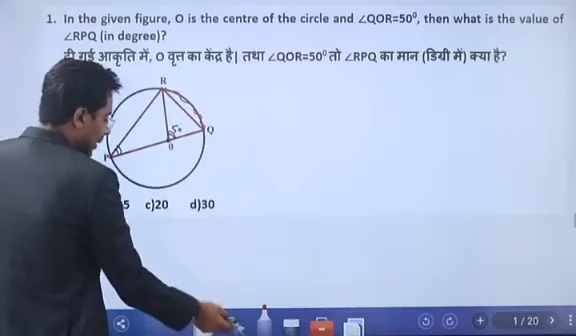 1. In the given figure, O is the centre of the circle and ∠QOR=50⁰, then what is the value of
∠RPQ (in degree)?
दी गई आकृति में, O वृत्त का केंद्र है| तथा ∠QOR=50⁰ तो ∠RPQ का मान (डिग्री में) क्या है?
R
5°
Q
O
P
5 c)20 d)30
1 / 20